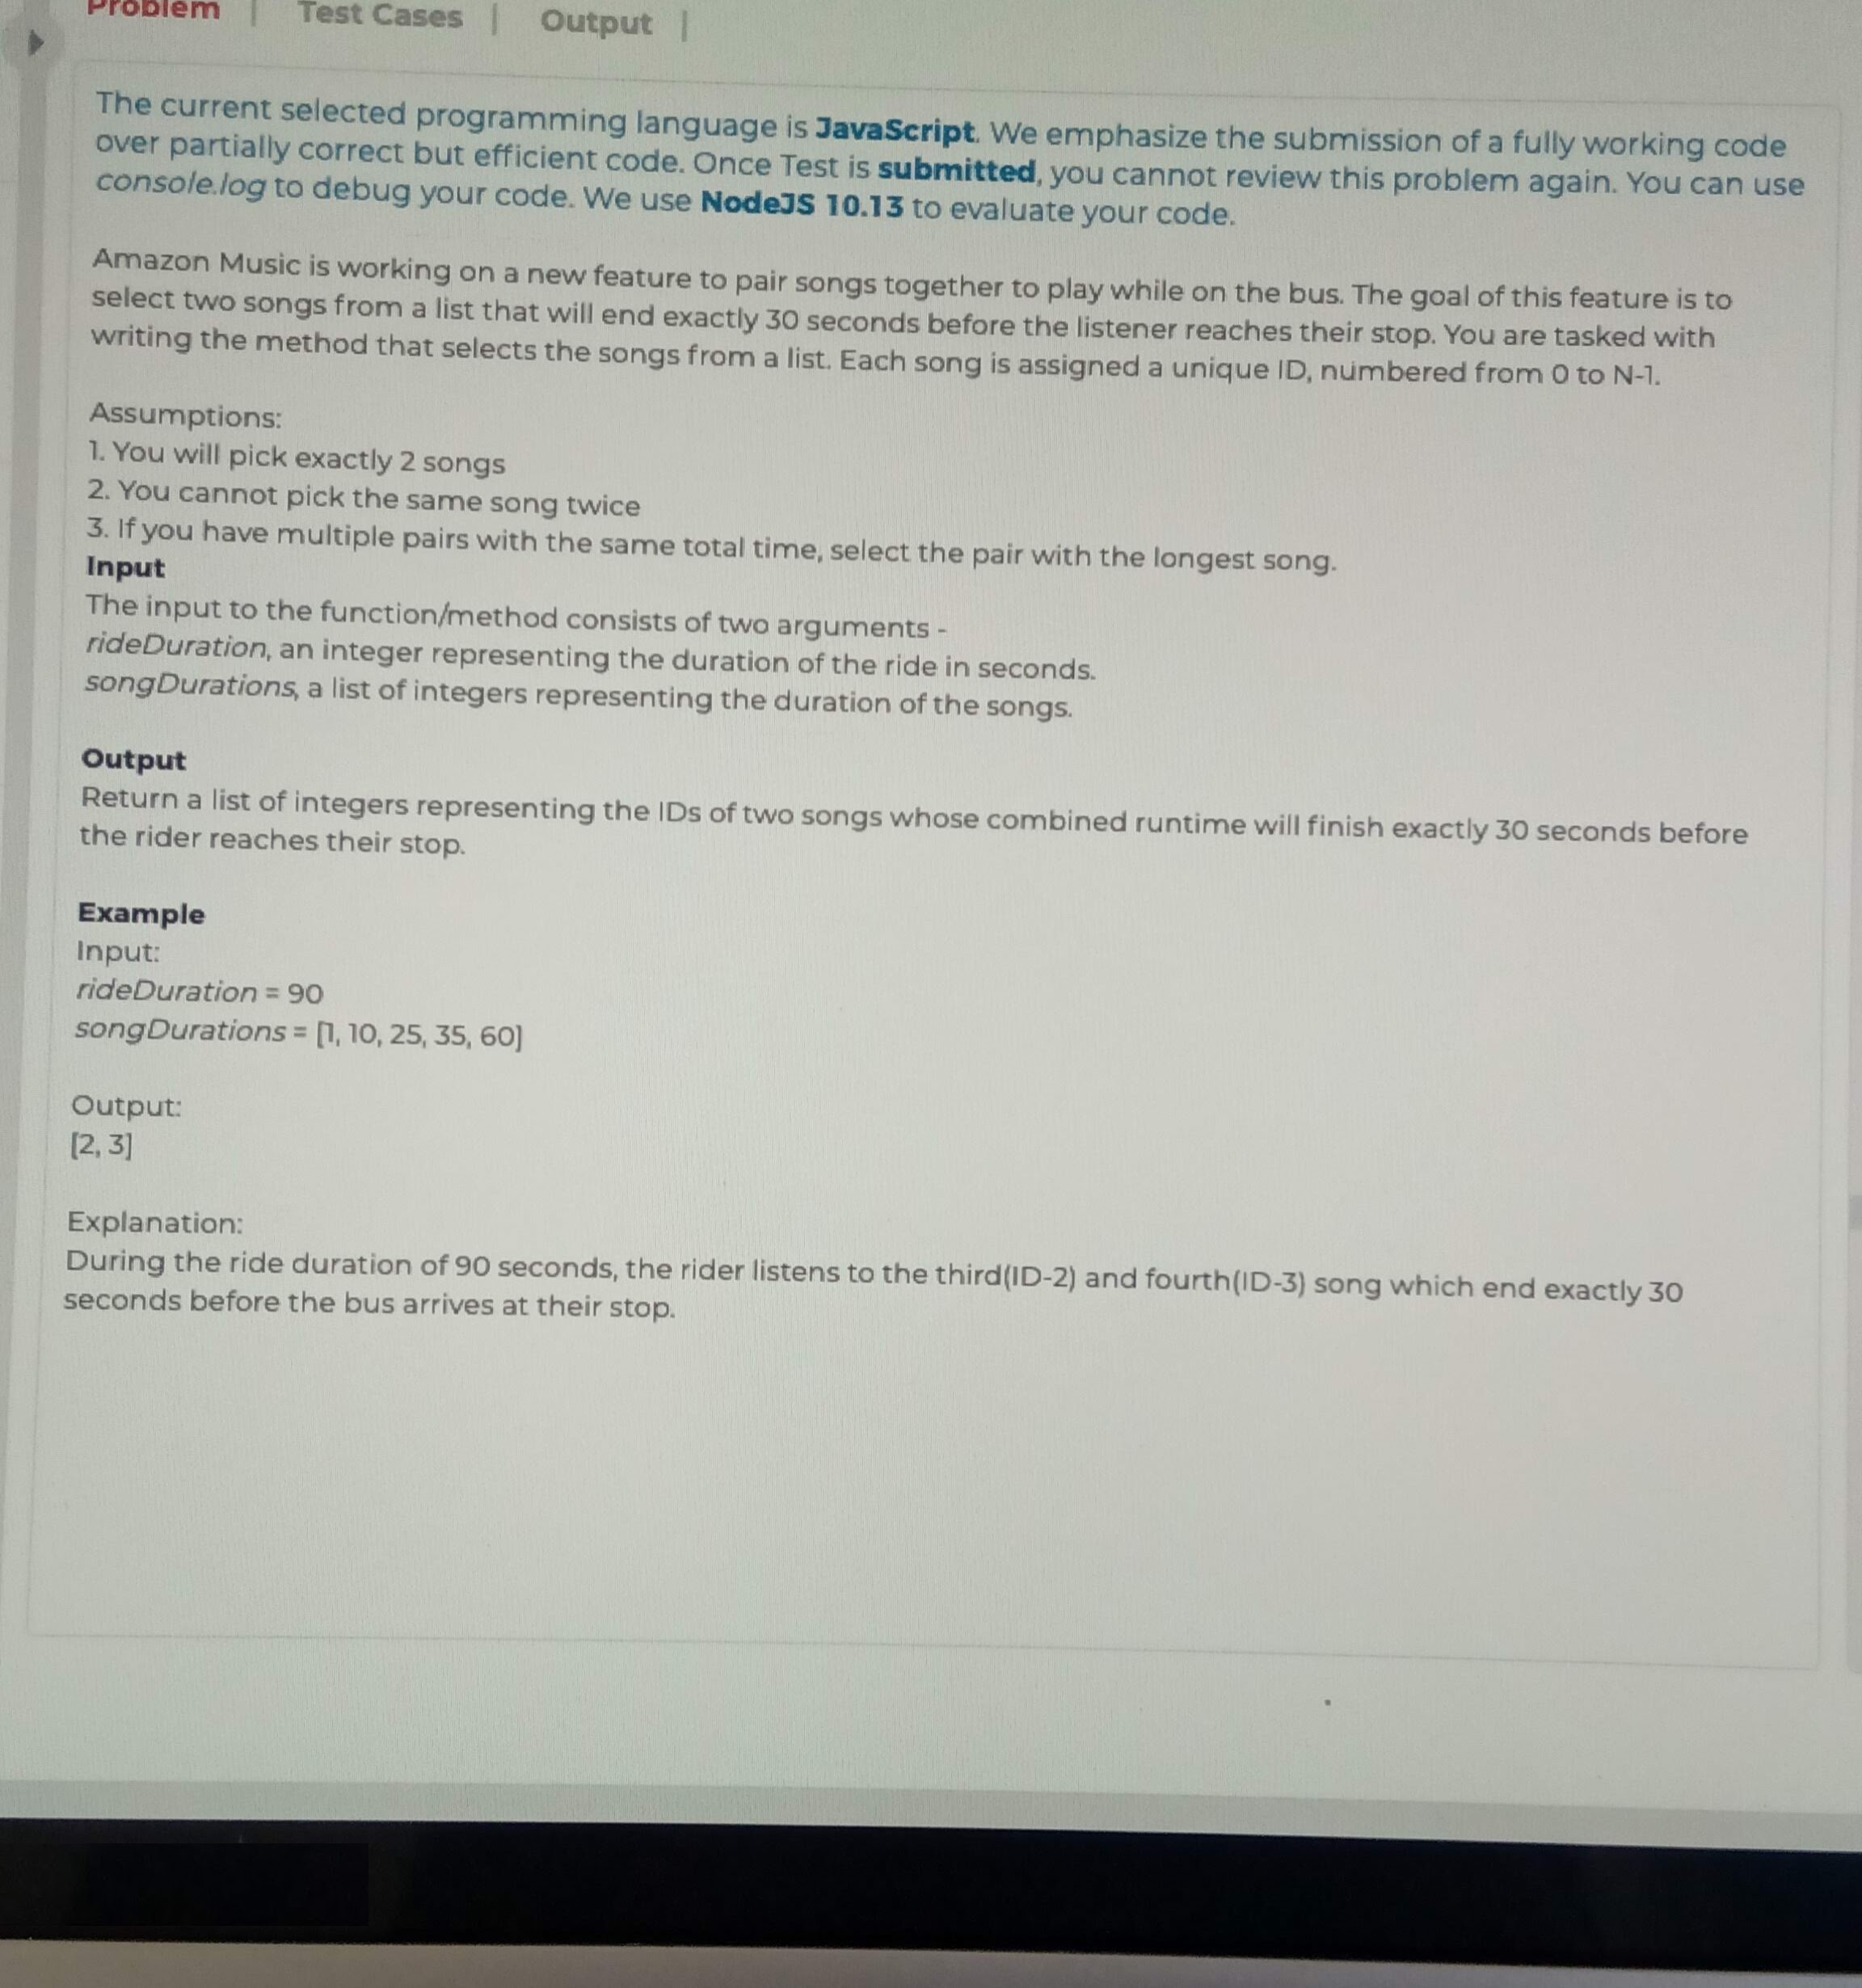 Problem | Test Cases | Output |
The current selected programming language is JavaScript. We emphasize the submission of a fully working code
over partially correct but efficient code. Once Test is submitted, you cannot review this problem again. You can use
console.log to debug your code. We use NodeJS 10.13 to evaluate your code.
Amazon Music is working on a new feature to pair songs together to play while on the bus. The goal of this feature is to
select two songs from a list that will end exactly 30 seconds before the listener reaches their stop. You are tasked with
writing the method that selects the songs from a list. Each song is assigned a unique ID, numbered from 0 to N-1.
Assumptions:
1. You will pick exactly 2 songs
2. You cannot pick the same song twice
3. If you have multiple pairs with the same total time, select the pair with the longest song.
Input
The input to the function/method consists of two arguments -
rideDuration, an integer representing the duration of the ride in seconds.
songDurations, a list of integers representing the duration of the songs.
Output
Return a list of integers representing the IDs of two songs whose combined runtime will finish exactly 30 seconds before
the rider reaches their stop.
Example
Input:
rideDuration = 90
songDurations = [1, 10, 25, 35, 60]
Output:
[2, 3]
Explanation:
During the ride duration of 90 seconds, the rider listens to the third(ID-2) and fourth(ID-3) song which end exactly 30
seconds before the bus arrives at their stop.